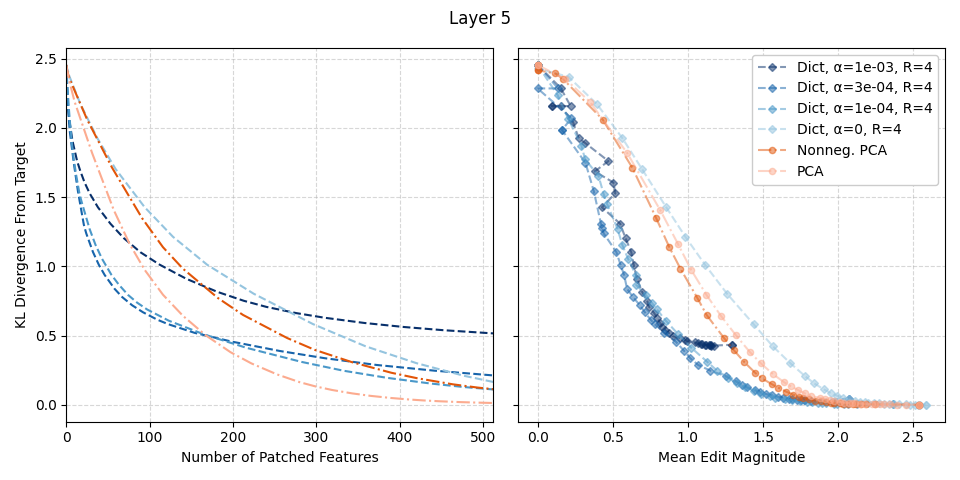 Layer 5
KL Divergence From Target
2.5
2.0
1.5
1.0
0.5
0.0
0
100
200
300
400
500
Number of Patched Features
Dict, α=1e-03, R=4
Dict, α=3e-04, R=4
Dict, α=1e-04, R=4
Dict, α=0, R=4
Nonneg. PCA
PCA
0.0
0.5
1.0
1.5
2.0
2.5
Mean Edit Magnitude